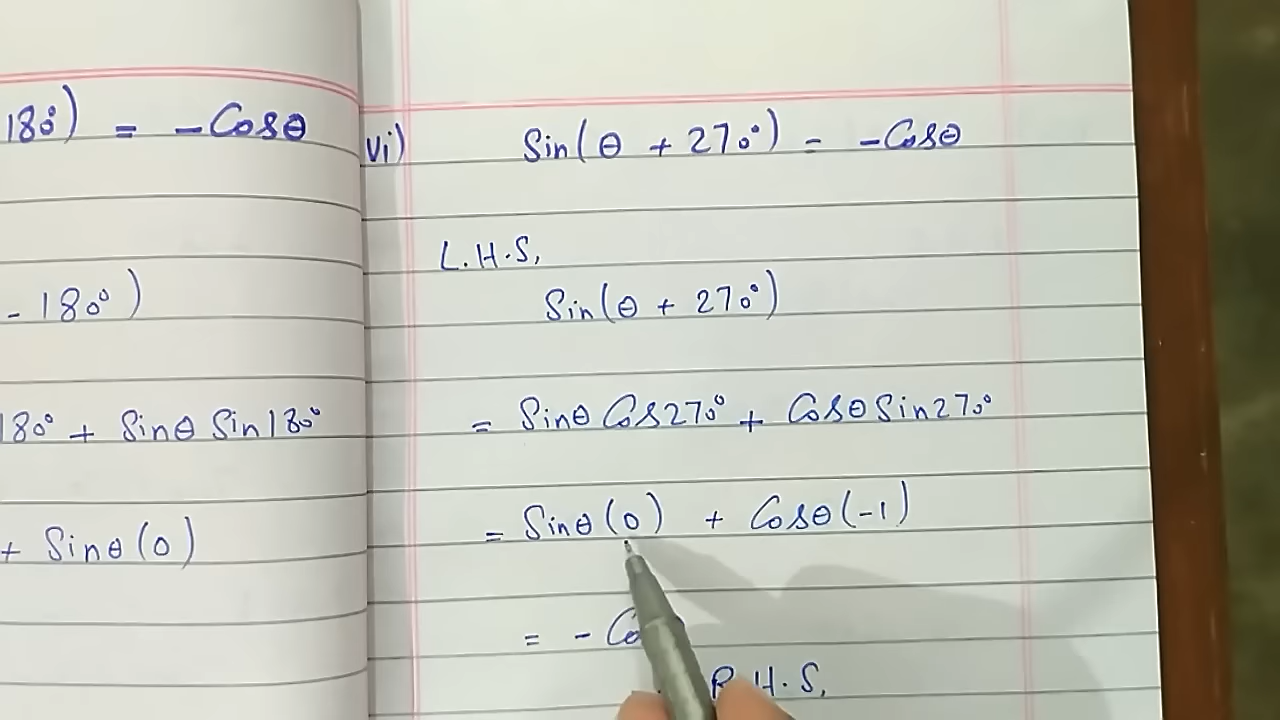 180°) = -Cosθ
- 180°)
180° + Sinθ Sin180°
+ Sinθ(0)
vi) Sin(θ + 270°) = -Cosθ
L.H.S,
Sin(θ + 270°)
= Sinθ Cos270° + Cosθ Sin270°
= Sinθ(0) + Cosθ(-1)
= - Co
R.H.S,